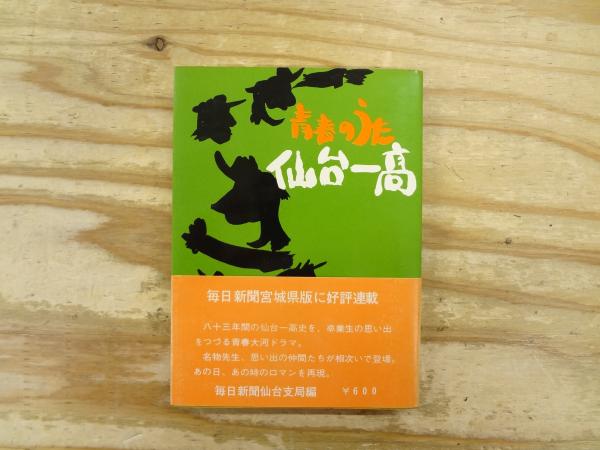 青春のうた
仙台一高
毎日新聞宮城県版に好評連載
八十三年間の仙台一高史を、卒業生の思い出
をつづる青春大河ドラマ。
名物先生、思い出の仲間たちが相次いで登場。
あの日、あの時のロマンを再現。
毎日新聞仙台支局編 ￥600